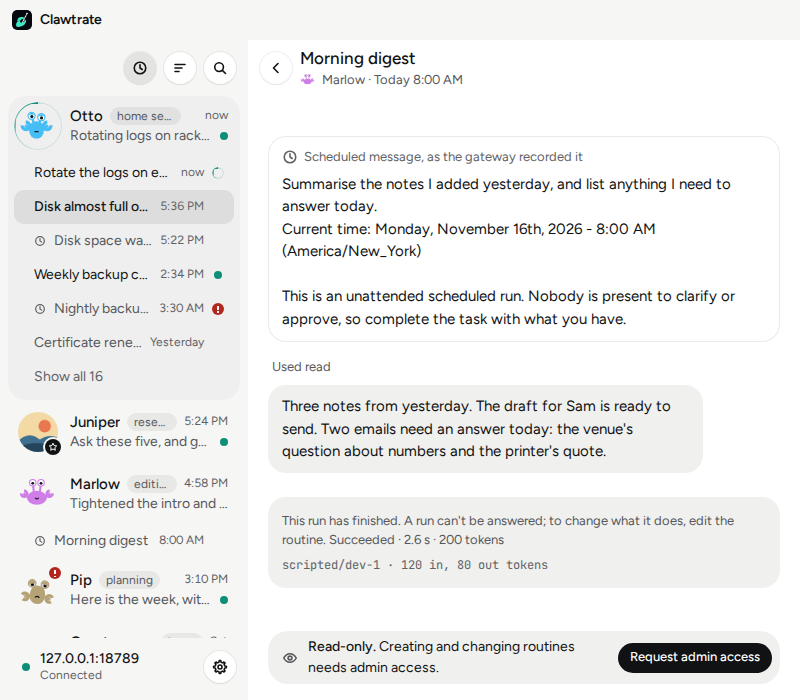 Clawtrate
Otto home se... now
Rotating logs on rack...
Rotate the logs on e... now
Disk almost full o... 5:36 PM
Disk space wa... 5:22 PM
Weekly backup c... 2:34 PM
Nightly backu... 3:30 AM
Certificate rene... Yesterday
Show all 16
Juniper rese... 5:24 PM
Ask these five, and g...
Marlow editi... 4:58 PM
Tightened the intro and ...
Morning digest 8:00 AM
Pip planning 3:10 PM
Here is the week, wit...
127.0.0.1:18789
Connected
Morning digest
Marlow · Today 8:00 AM
Scheduled message, as the gateway recorded it
Summarise the notes I added yesterday, and list anything I need to
answer today.
Current time: Monday, November 16th, 2026 - 8:00 AM
(America/New_York)
This is an unattended scheduled run. Nobody is present to clarify or
approve, so complete the task with what you have.
Used read
Three notes from yesterday. The draft for Sam is ready to
send. Two emails need an answer today: the venue's
question about numbers and the printer's quote.
This run has finished. A run can't be answered; to change what it does, edit the
routine. Succeeded · 2.6 s · 200 tokens
scripted/dev-1 · 120 in, 80 out tokens
Read-only. Creating and changing routines
needs admin access.
Request admin access